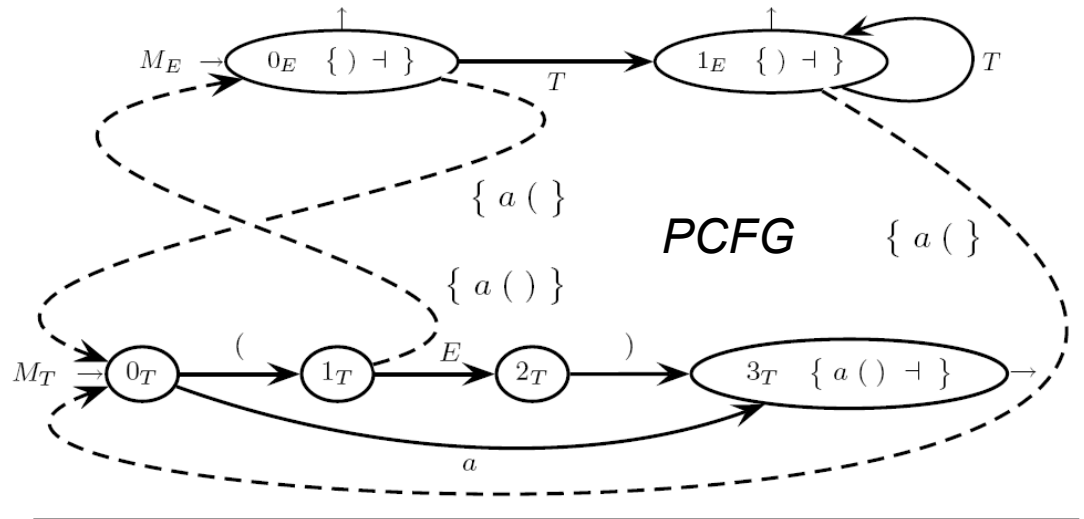 M_E → 0_E { ) ⊣ } T 1_E { ) ⊣ } T
{ a ( }
PCFG { a ( }
{ a ( ) }
M_T → 0_T ( 1_T E 2_T ) 3_T { a ( ) ⊣ } →
a